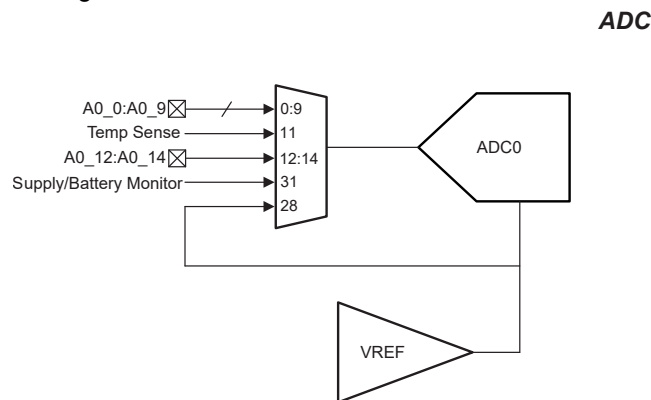 ADC
A0_0:A0_9
0:9
Temp Sense
11
A0_12:A0_14
12:14
Supply/Battery Monitor
31
28
ADC0
VREF